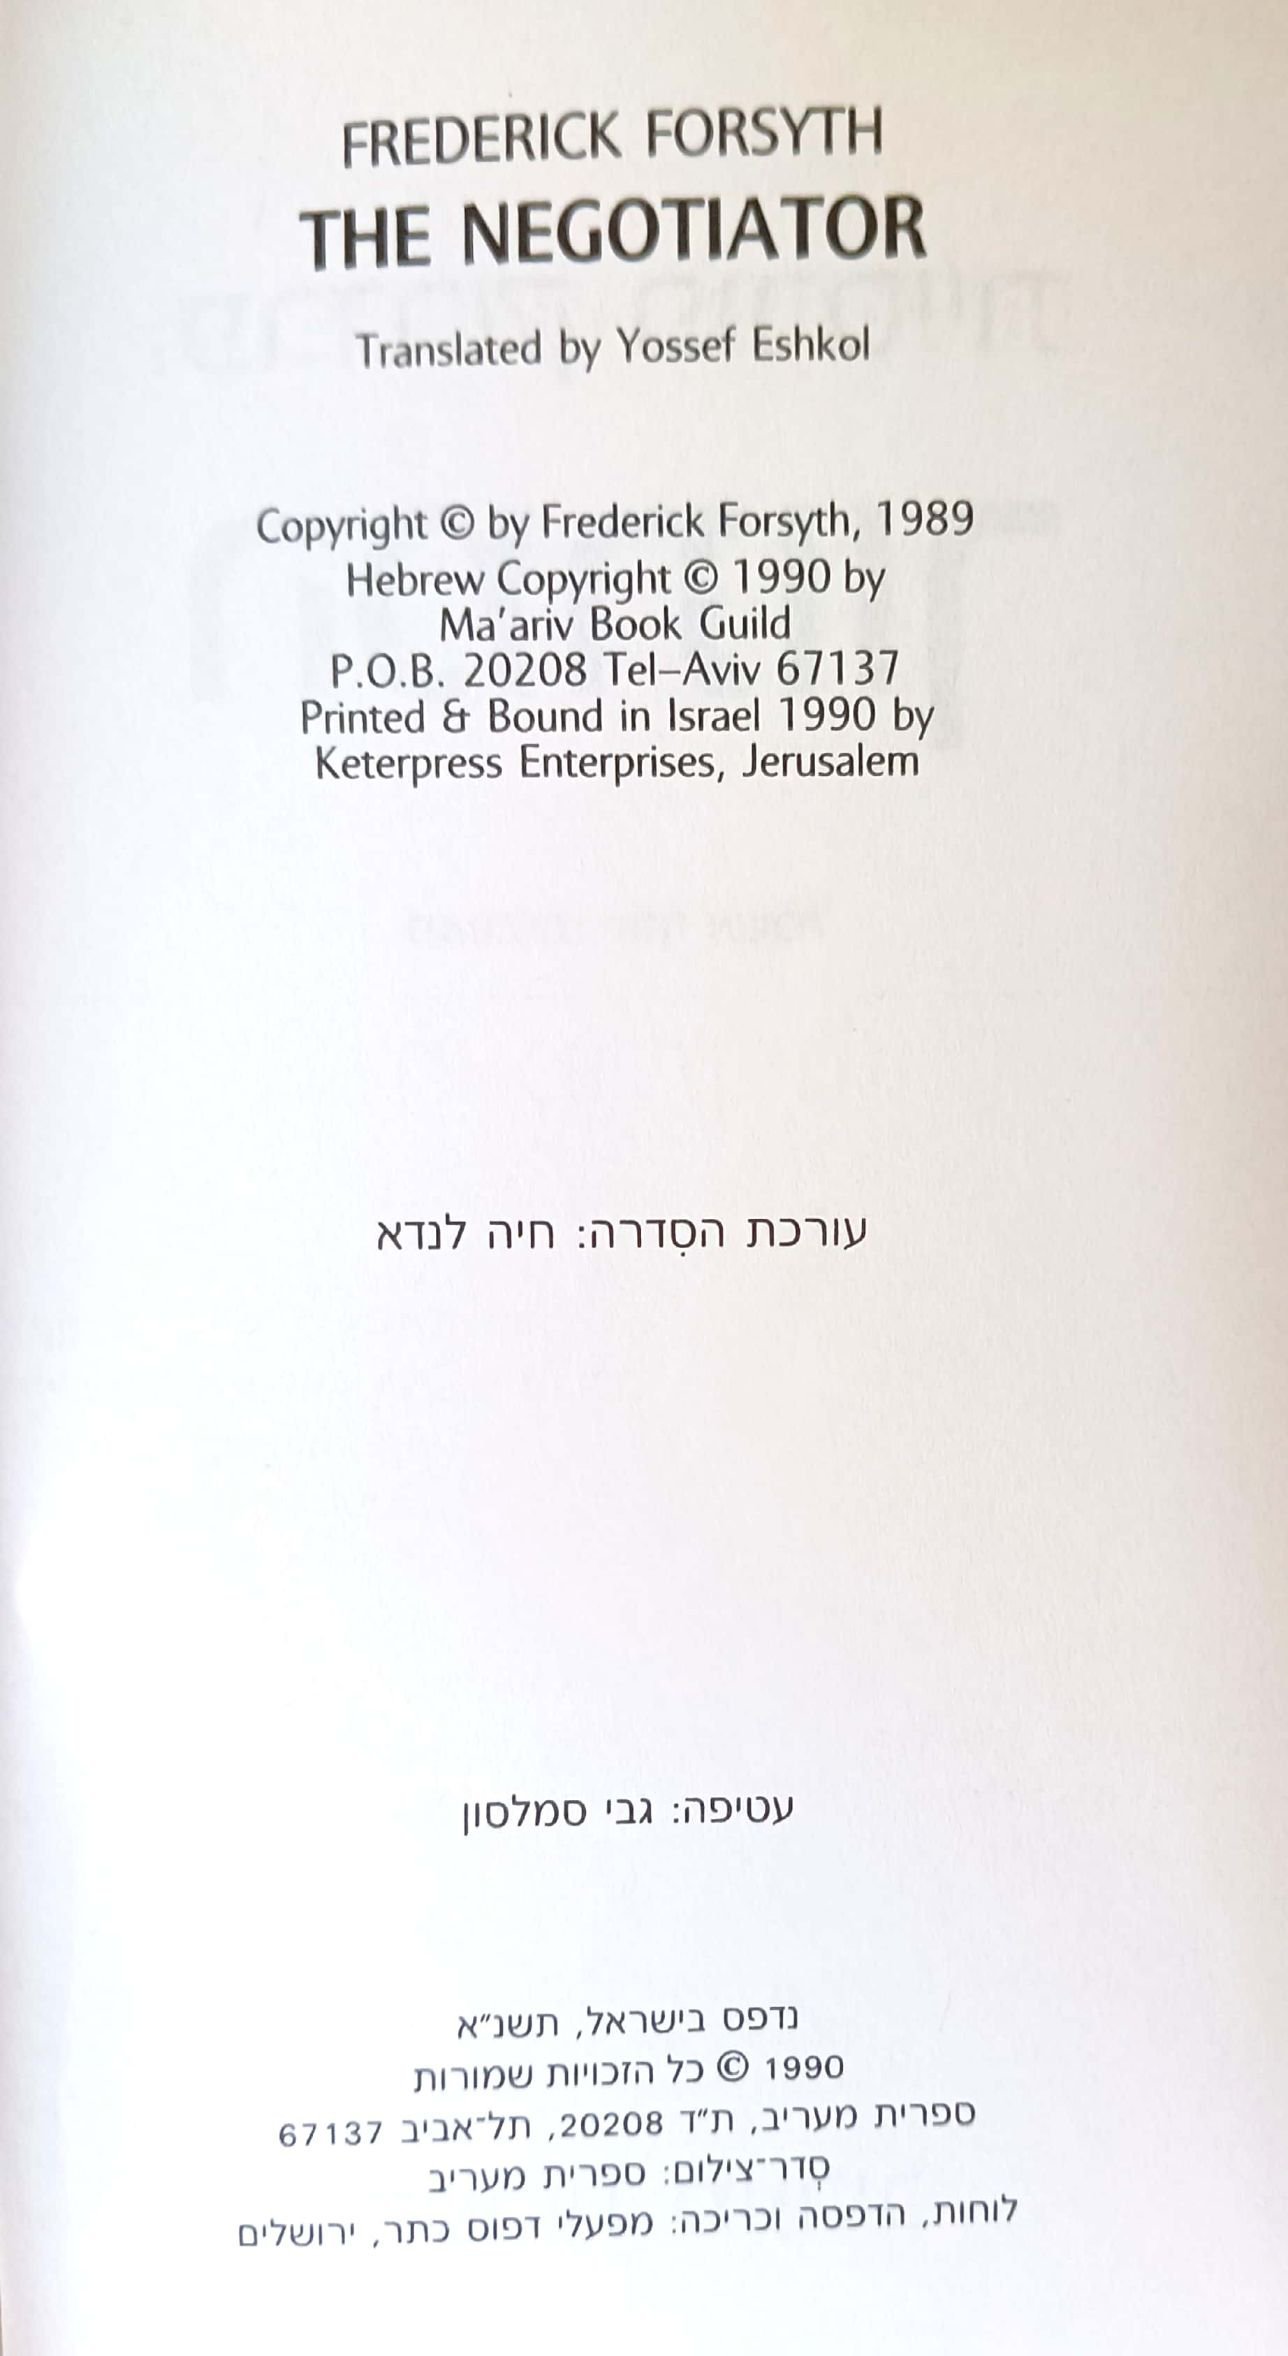 FREDERICK FORSYTH
THE NEGOTIATOR
Translated by Yossef Eshkol
Copyright © by Frederick Forsyth, 1989
Hebrew Copyright © 1990 by
Ma'ariv Book Guild
P.O.B. 20208 Tel–Aviv 67137
Printed & Bound in Israel 1990 by
Keterpress Enterprises, Jerusalem
עורכת הסִדרה: חיה לנדא
עטיפה: גבי סמלסון
נדפס בישראל, תשנ״א
1990 © כל הזכויות שמורות
ספרית מעריב, ת״ד 20208, תל־אביב 67137
סְדר־צילום: ספרית מעריב
לוחות, הדפסה וכריכה: מפעלי דפוס כתר, ירושלים